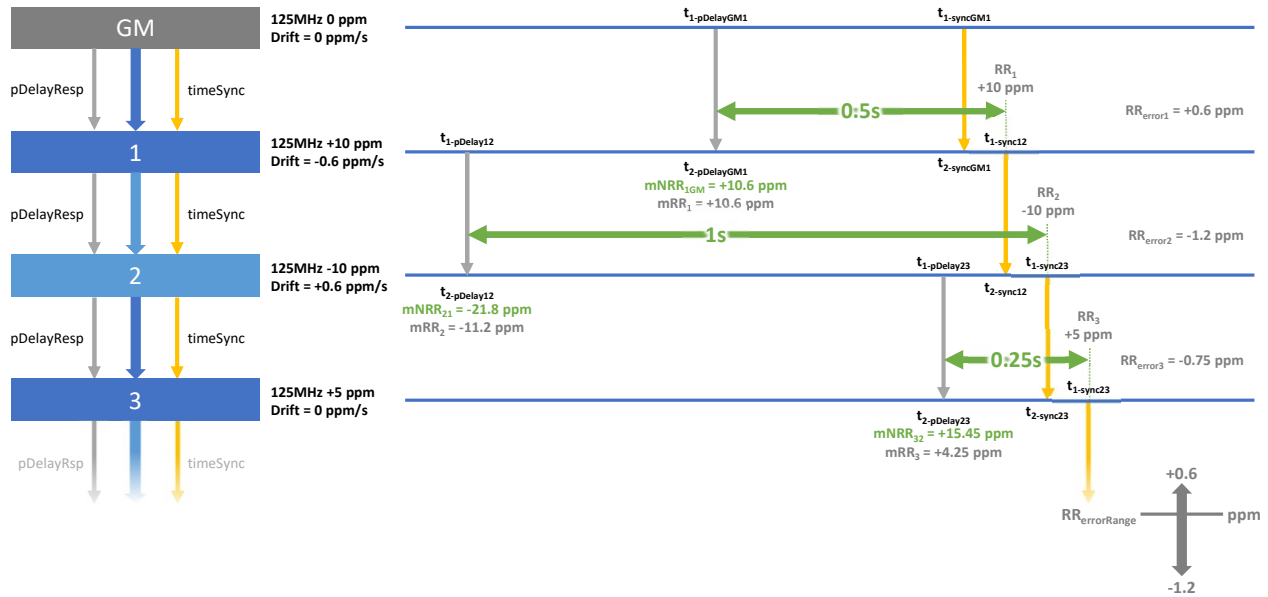 GM
125MHz 0 ppm
Drift = 0 ppm/s
pDelayResp
timeSync
1
125MHz +10 ppm
Drift = -0.6 ppm/s
pDelayResp
timeSync
2
125MHz -10 ppm
Drift = +0.6 ppm/s
pDelayResp
timeSync
3
125MHz +5 ppm
Drift = 0 ppm/s
pDelayRsp
timeSync
t1-pDelayGM1
t1-syncGM1
RR1
+10 ppm
0.5s
RRerror1 = +0.6 ppm
t1-pDelay12
t1-sync12
t2-pDelayGM1
t2-syncGM1
mNRR1GM = +10.6 ppm
mRR1 = +10.6 ppm
RR2
-10 ppm
1s
RRerror2 = -1.2 ppm
t1-pDelay23
t1-sync23
t2-pDelay12
t2-sync12
mNRR21 = -21.8 ppm
mRR2 = -11.2 ppm
RR3
+5 ppm
0.25s
RRerror3 = -0.75 ppm
t1-sync23
t2-pDelay23
t2-sync23
mNRR32 = +15.45 ppm
mRR3 = +4.25 ppm
+0.6
RRerrorRange
ppm
-1.2